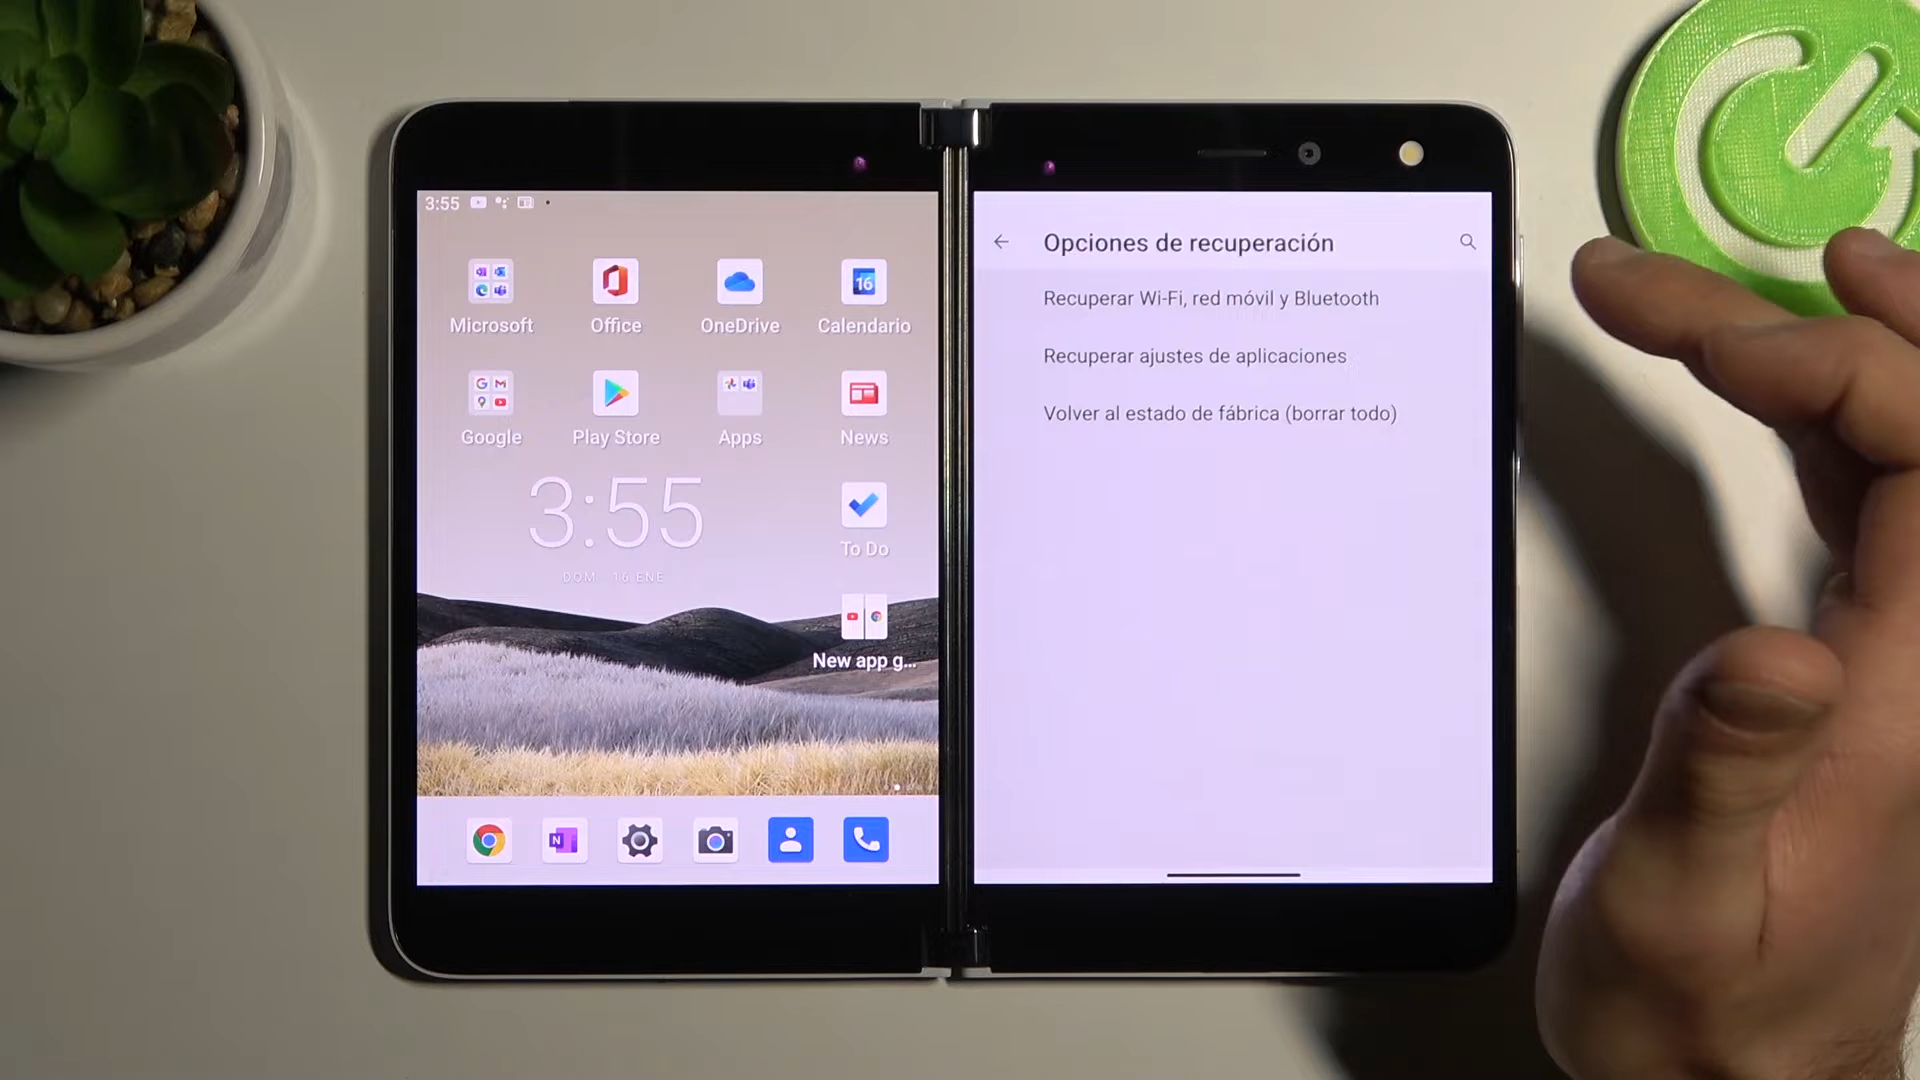 3:55
Microsoft
Office
OneDrive
16
Calendario
Google
Play Store
Apps
News
3:55
DOM., 16 ENE
To Do
New app g...
Opciones de recuperación
Recuperar Wi-Fi, red móvil y Bluetooth
Recuperar ajustes de aplicaciones
Volver al estado de fábrica (borrar todo)